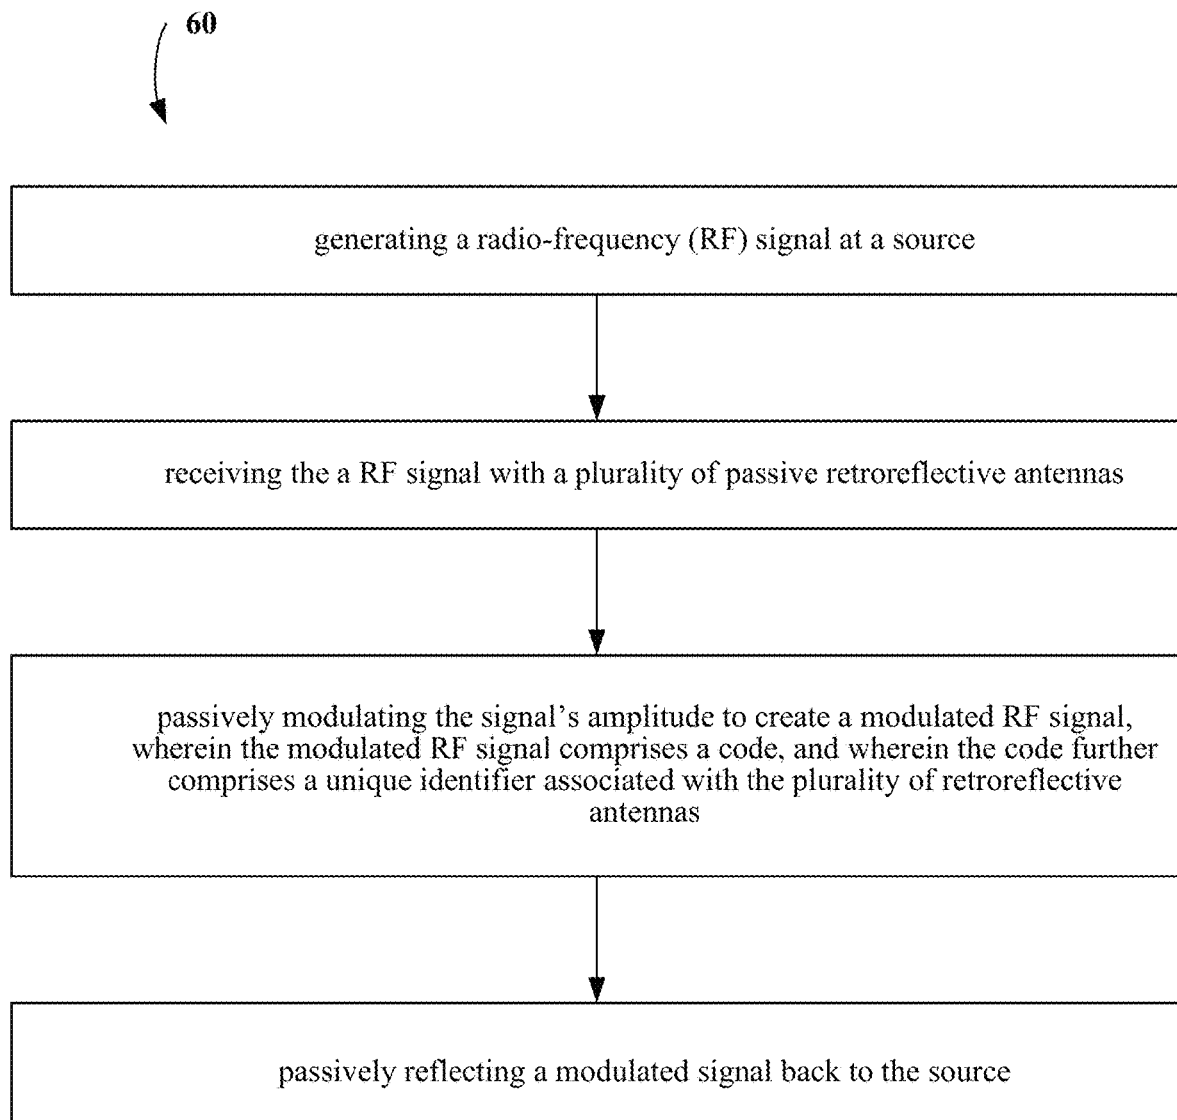 60
generating a radio-frequency (RF) signal at a source
receiving the a RF signal with a plurality of passive retroreflective antennas
passively modulating the signal’s amplitude to create a modulated RF signal,
wherein the modulated RF signal comprises a code, and wherein the code further
comprises a unique identifier associated with the plurality of retroreflective
antennas
passively reflecting a modulated signal back to the source